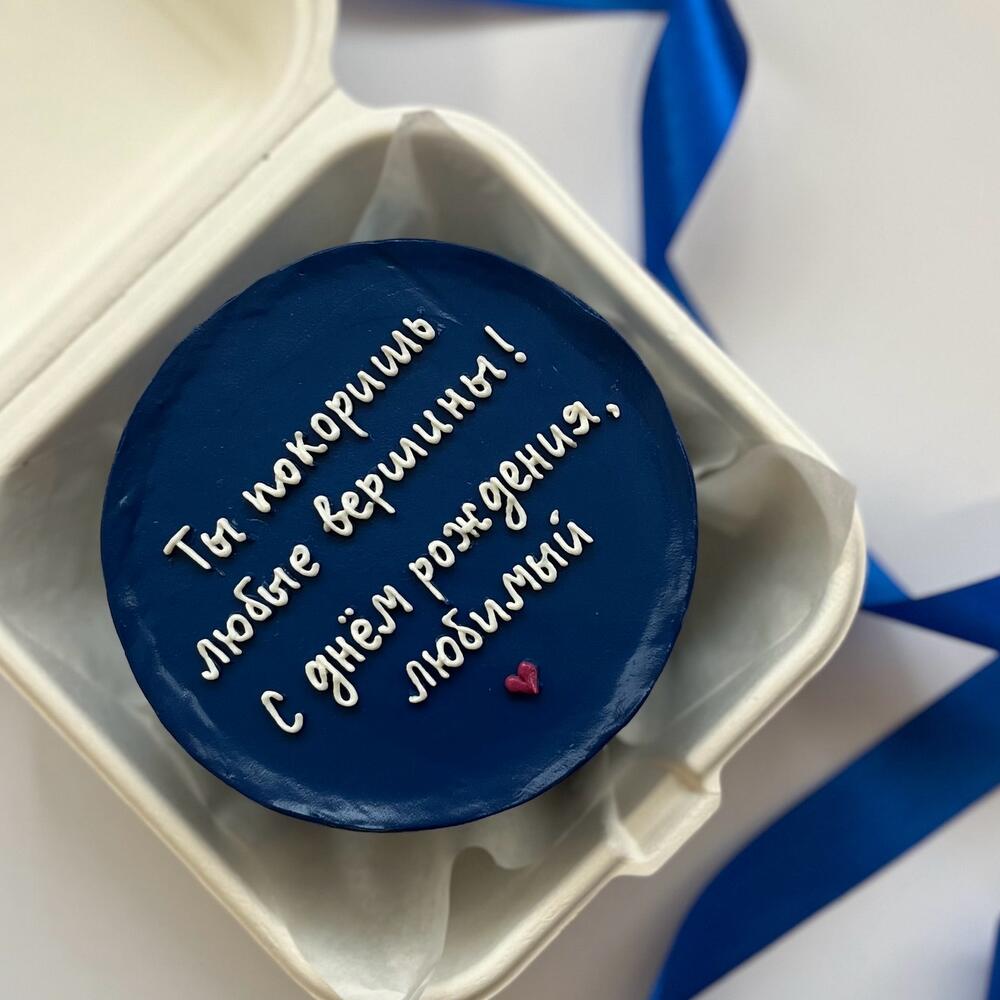 Ты покоришь
любые вершины!
С днём рождения,
любимый